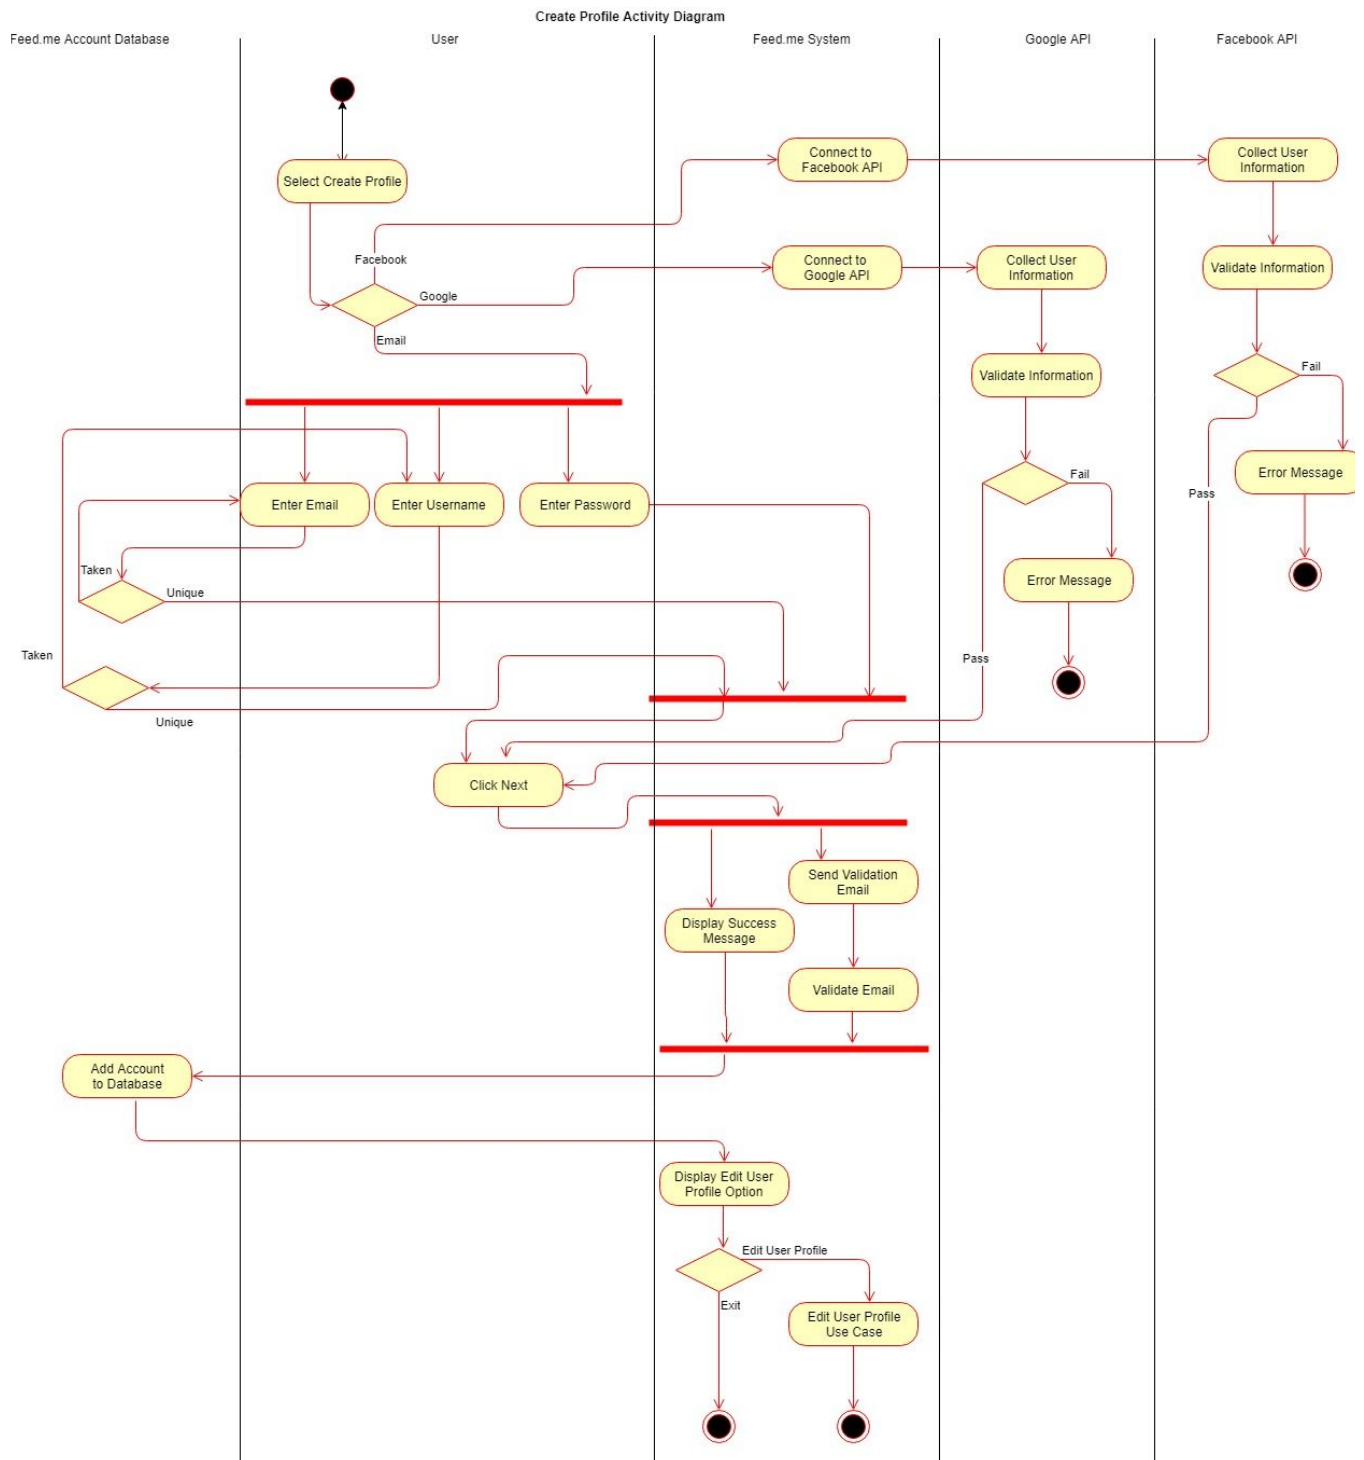 Create Profile Activity Diagram
Feed.me Account Database
User
Feed.me System
Google API
Facebook API
Select Create Profile
Connect to
Facebook API
Collect User
Information
Facebook
Connect to
Google API
Collect User
Information
Validate Information
Google
Email
Validate Information
Fail
Error Message
Fail
Pass
Enter Email
Enter Username
Enter Password
Taken
Unique
Error Message
Taken
Pass
Unique
Click Next
Send Validation
Email
Display Success
Message
Validate Email
Add Account
to Database
Display Edit User
Profile Option
Edit User Profile
Exit
Edit User Profile
Use Case